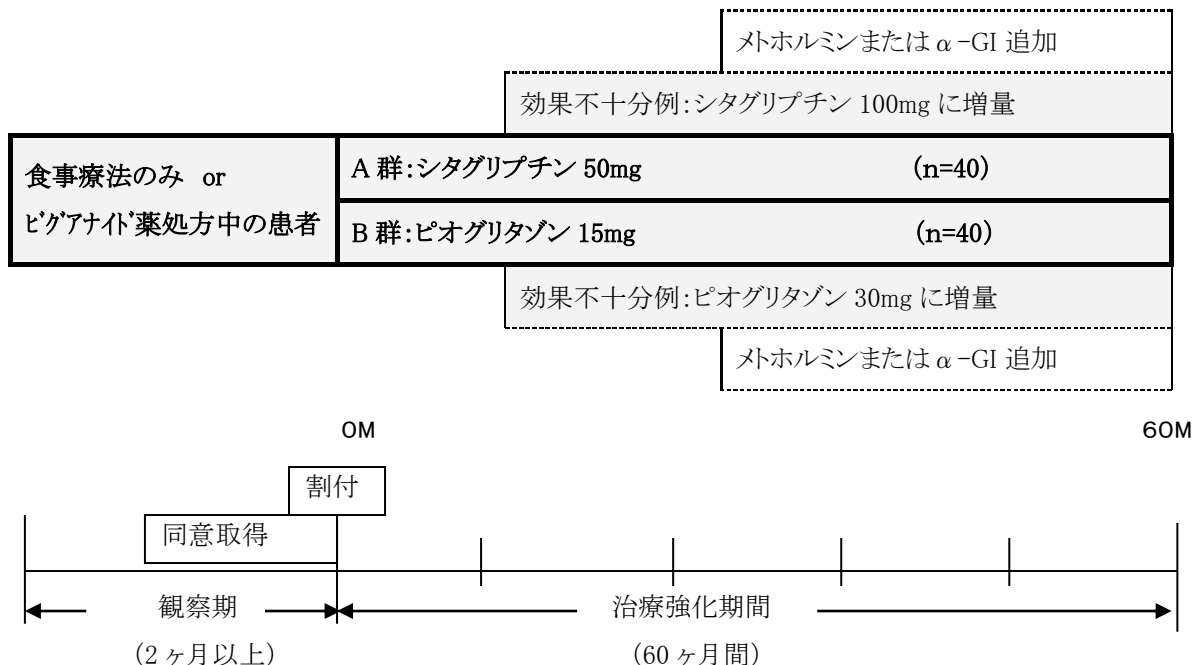 メトホルミンまたは α-GI 追加
効果不十分例:シタグリプチン 100mg に増量
食事療法のみ or
ビグアナイド薬処方中の患者
A 群:シタグリプチン 50mg (n=40)
B 群:ピオグリタゾン 15mg (n=40)
効果不十分例:ピオグリタゾン 30mg に増量
メトホルミンまたは α-GI 追加
0M 60M
割付
同意取得
観察期 治療強化期間
(2 ヶ月以上) (60 ヶ月間)